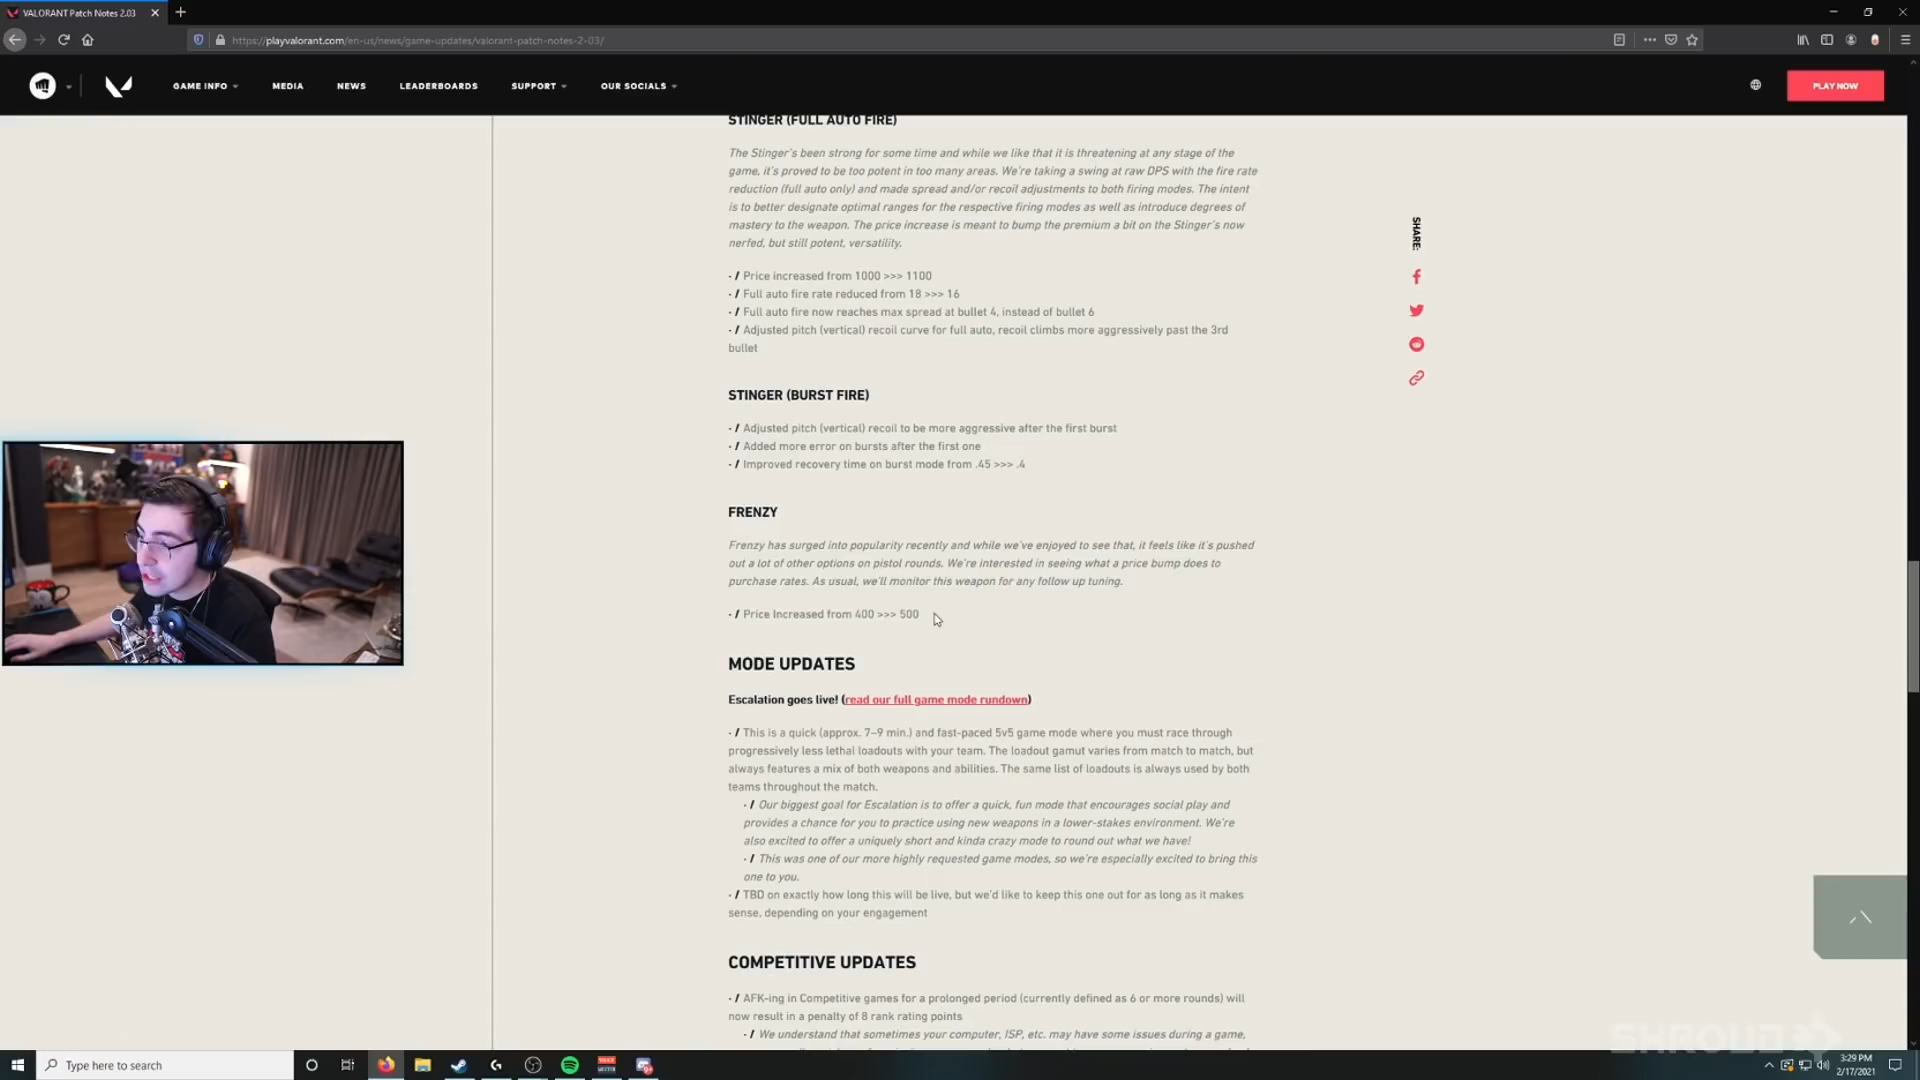 VALORANT Patch Notes 2.03
https://playvalorant.com/en-us/news/game-updates/valorant-patch-notes-2-03/
GAME INFO
MEDIA
NEWS
LEADERBOARDS
SUPPORT
OUR SOCIALS
PLAY NOW
STINGER (FULL AUTO FIRE)
The Stinger's been strong for some time and while we like that it is threatening at any stage of the
game, it's proved to be too potent in too many areas. We're taking a swing at raw DPS with the fire rate
reduction (full auto only) and made spread and/or recoil adjustments to both firing modes. The intent
is to better designate optimal ranges for the respective firing modes as well as introduce degrees of
mastery to the weapon. The price increase is meant to bump the premium a bit on the Stinger's now
nerfed, but still potent, versatility.
SHARE:
- / Price increased from 1000 >>> 1100
- / Full auto fire rate reduced from 18 >>> 16
- / Full auto fire now reaches max spread at bullet 4, instead of bullet 6
- / Adjusted pitch (vertical) recoil curve for full auto, recoil climbs more aggressively past the 3rd
bullet
STINGER (BURST FIRE)
- / Adjusted pitch (vertical) recoil to be more aggressive after the first burst
- / Added more error on bursts after the first one
- / Improved recovery time on burst mode from .45 >>> .4
FRENZY
Frenzy has surged into popularity recently and while we've enjoyed to see that, it feels like it's pushed
out a lot of other options on pistol rounds. We're interested in seeing what a price bump does to
purchase rates. As usual, we'll monitor this weapon for any follow up tuning.
- / Price Increased from 400 >>> 500
MODE UPDATES
Escalation goes live! (read our full game mode rundown)
- / This is a quick (approx. 7–9 min.) and fast-paced 5v5 game mode where you must race through
progressively less lethal loadouts with your team. The loadout gamut varies from match to match, but
always features a mix of both weapons and abilities. The same list of loadouts is always used by both
teams throughout the match.
- / Our biggest goal for Escalation is to offer a quick, fun mode that encourages social play and
provides a chance for you to practice using new weapons in a lower-stakes environment. We're
also excited to offer a uniquely short and kinda crazy mode to round out what we have!
- / This was one of our more highly requested game modes, so we're especially excited to bring this
one to you.
- / TBD on exactly how long this will be live, but we'd like to keep this one out for as long as it makes
sense, depending on your engagement
COMPETITIVE UPDATES
- / AFK-ing in Competitive games for a prolonged period (currently defined as 6 or more rounds) will
now result in a penalty of 8 rank rating points
- / We understand that sometimes your computer, ISP, etc. may have some issues during a game,
SHROUD
Type here to search
3:29 PM
2/17/2021